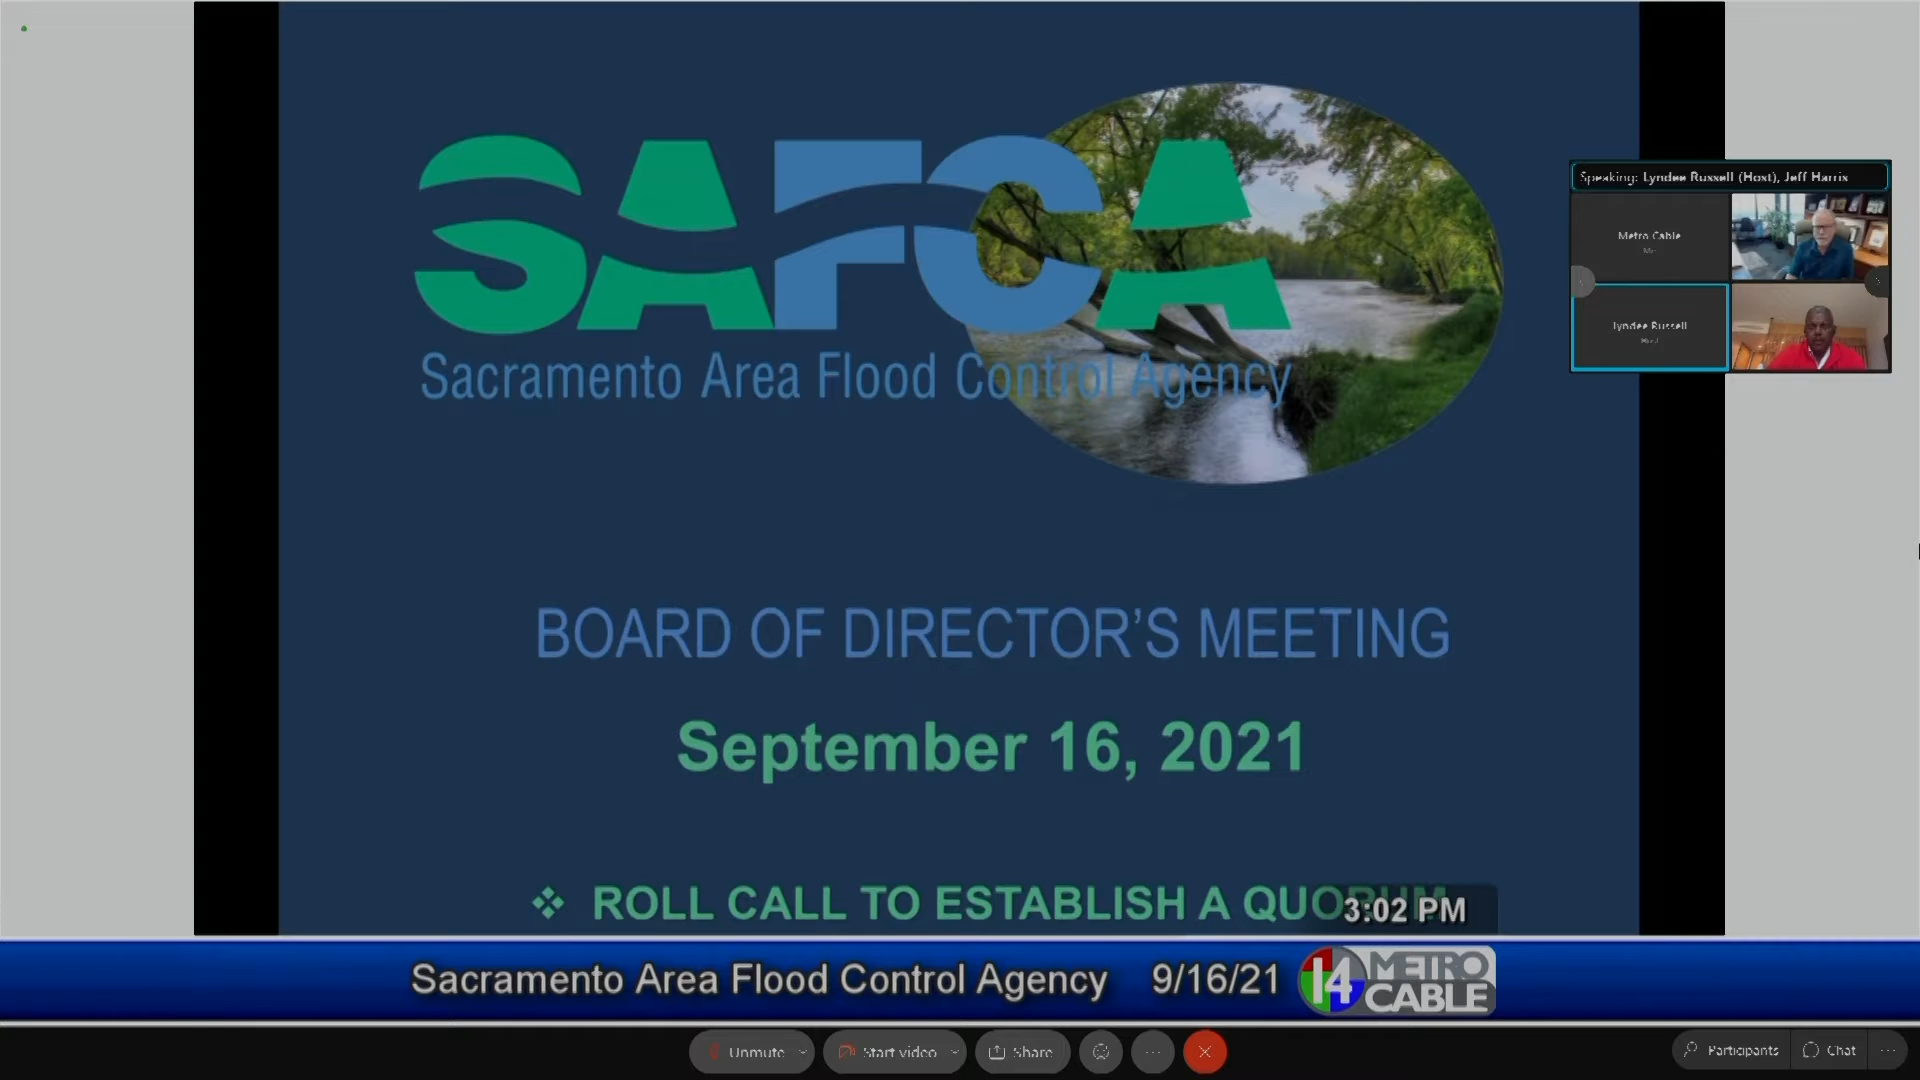 SAFCA
Sacramento Area Flood Control Agency
BOARD OF DIRECTOR'S MEETING
September 16, 2021
❖ ROLL CALL TO ESTABLISH A QUORUM
3:02 PM
Speaking: Lyndee Russell (Host), Jeff Harris
Metro Cable
Lyndee Russell
Host
Sacramento Area Flood Control Agency 9/16/21
14 METRO CABLE
Unmute
Start video
Share
Participants
Chat